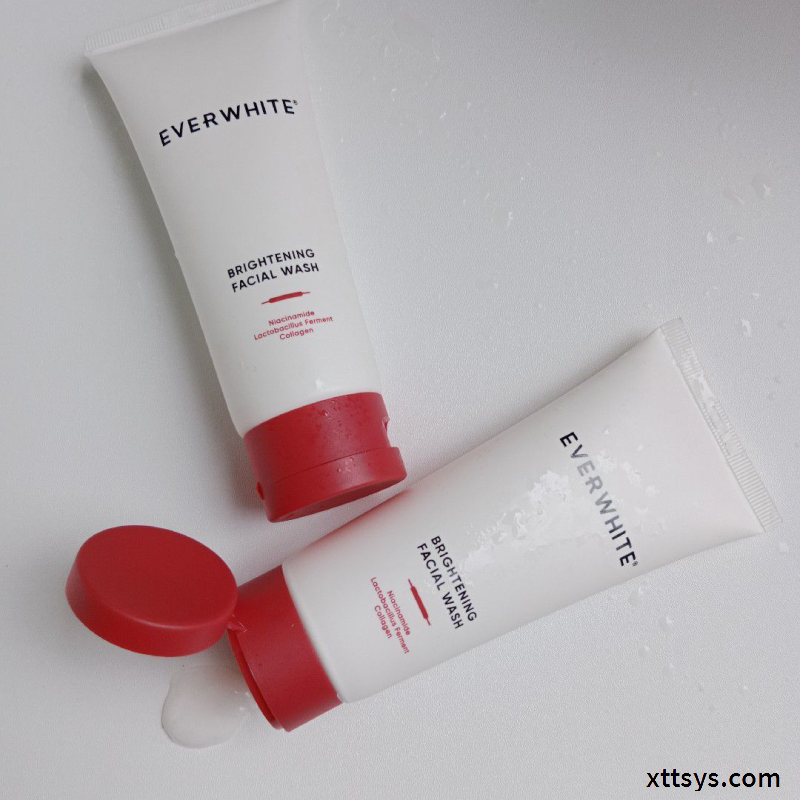 EVERWHITE®
BRIGHTENING
FACIAL WASH
Niacinamide
Lactobacillus Ferment
Collagen
EVERWHITE®
BRIGHTENING
FACIAL WASH
Niacinamide
Lactobacillus Ferment
Collagen
xttsys.com